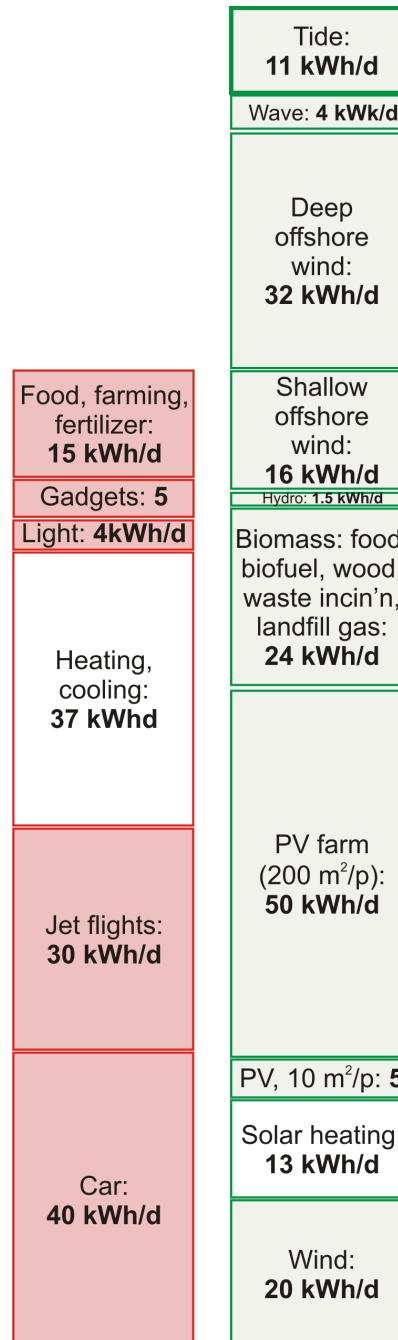 Food, farming,
fertilizer:
15 kWh/d
Gadgets: 5
Light: 4kWh/d
Heating,
cooling:
37 kWhd
Jet flights:
30 kWh/d
Car:
40 kWh/d
Tide:
11 kWh/d
Wave: 4 kWk/d
Deep
offshore
wind:
32 kWh/d
Shallow
offshore
wind:
16 kWh/d
Hydro: 1.5 kWh/d
Biomass: food
biofuel, wood,
waste incin'n,
landfill gas:
24 kWh/d
PV farm
(200 m²/p):
50 kWh/d
PV, 10 m²/p: 5
Solar heating
13 kWh/d
Wind:
20 kWh/d